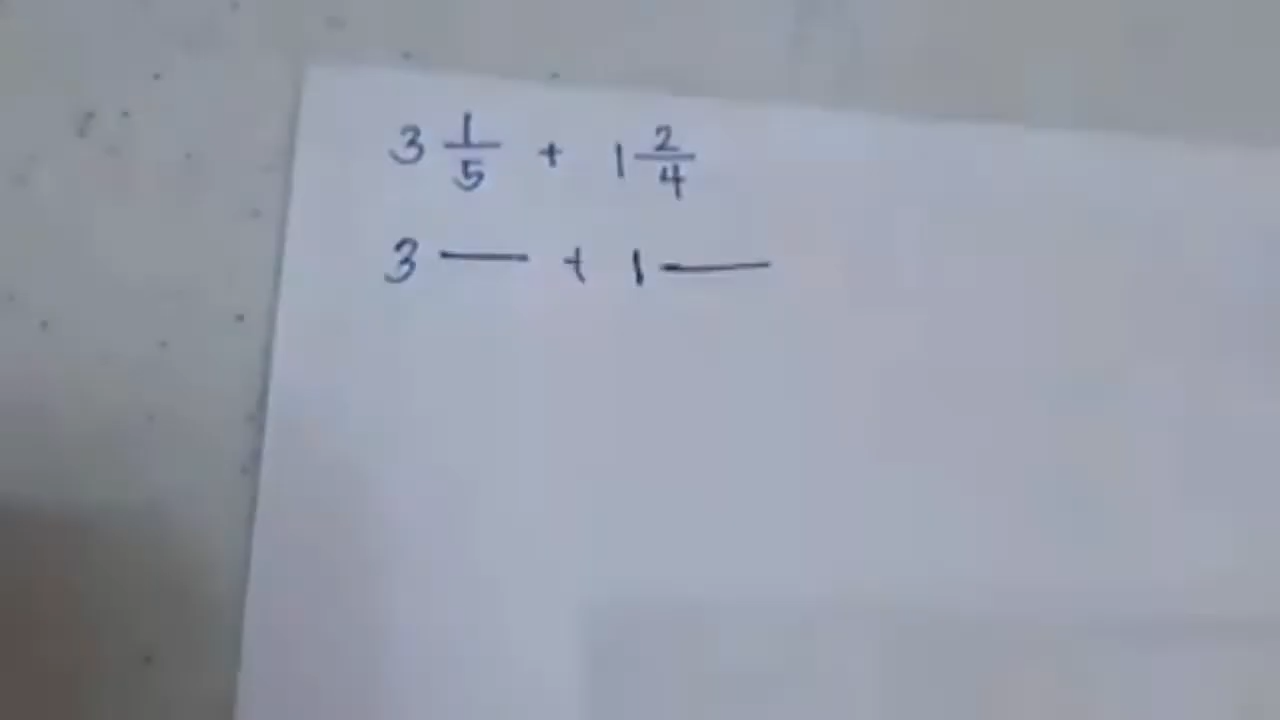 3 1/5 + 1 2/4
3 — + 1 —